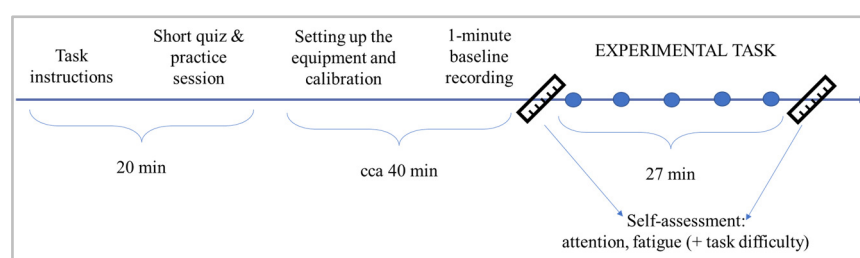 Task
instructions
Short quiz &
practice
session
Setting up the
equipment and
calibration
1-minute
baseline
recording
EXPERIMENTAL TASK
20 min
cca 40 min
27 min
Self-assessment:
attention, fatigue (+ task difficulty)